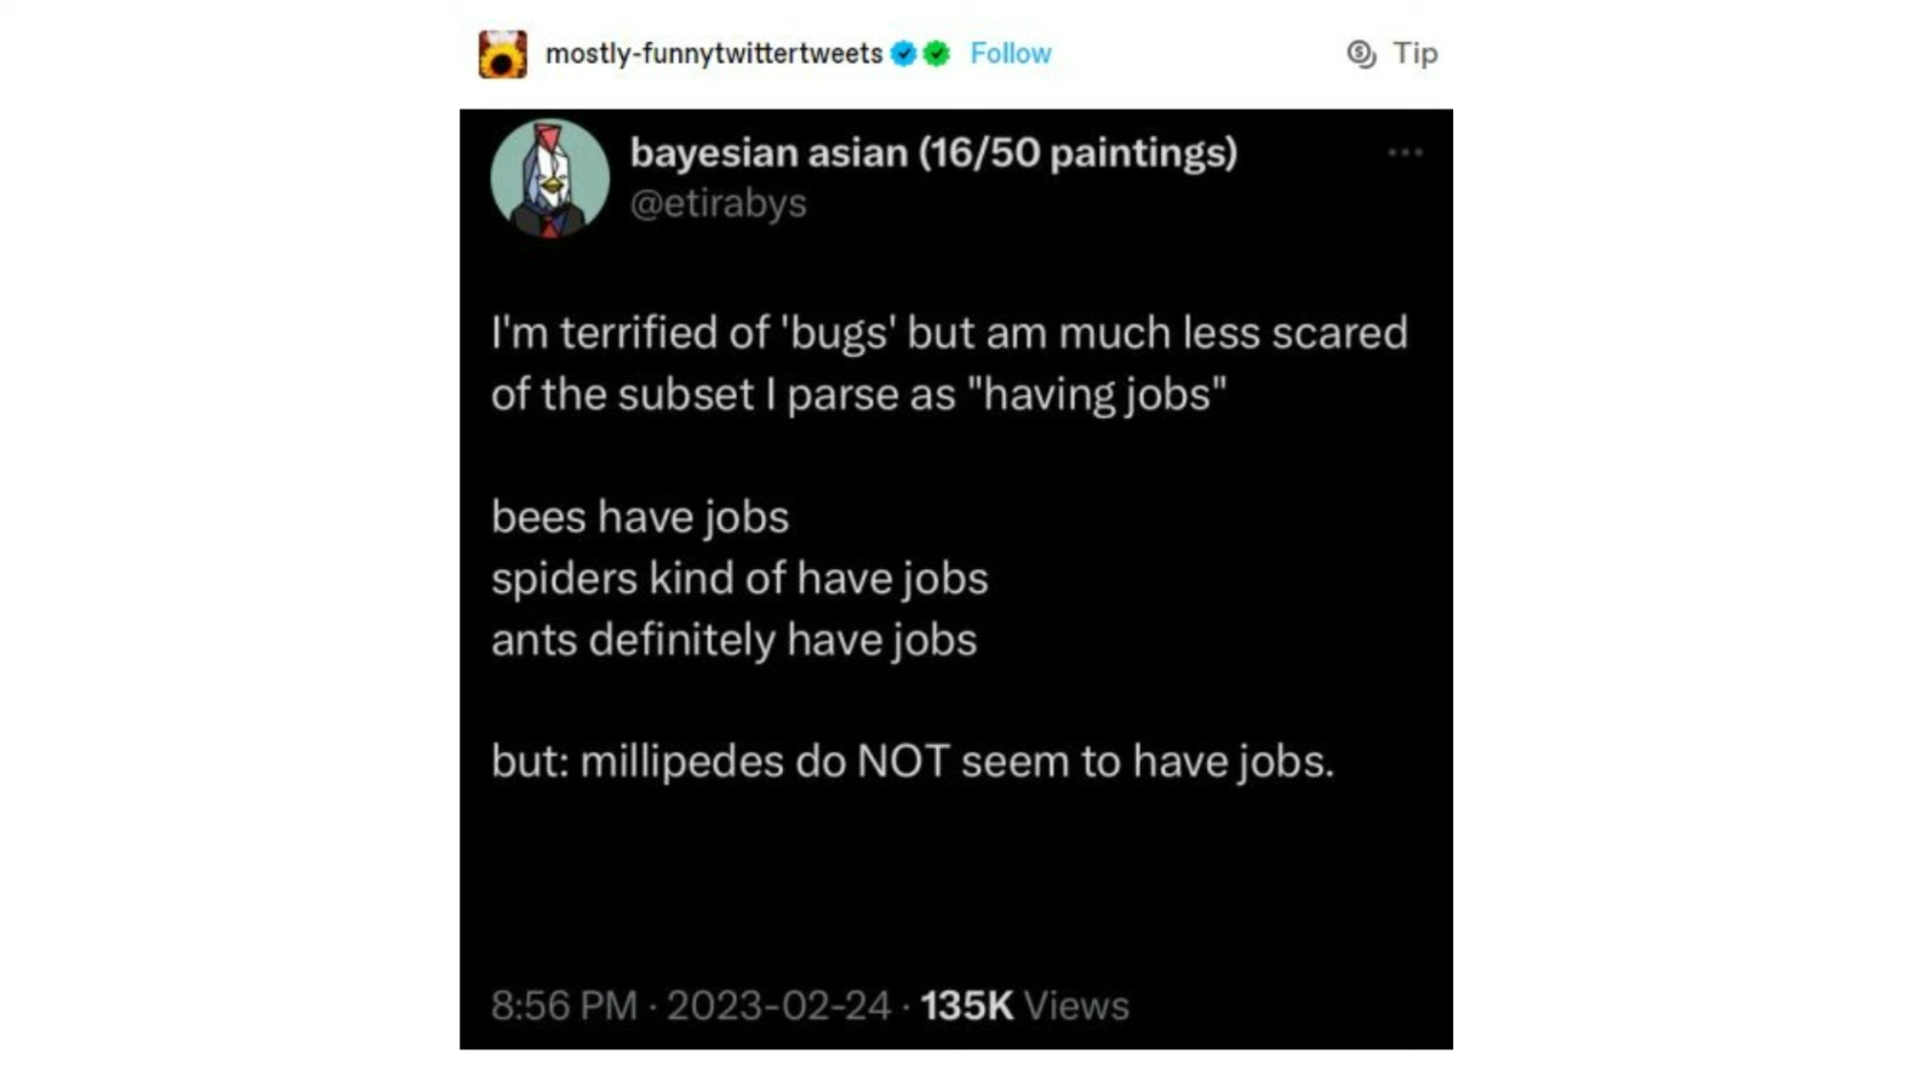 mostly-funnytwittertweets Follow Tip
bayesian asian (16/50 paintings)
@etirabys
I'm terrified of 'bugs' but am much less scared
of the subset I parse as "having jobs"
bees have jobs
spiders kind of have jobs
ants definitely have jobs
but: millipedes do NOT seem to have jobs.
8:56 PM · 2023-02-24 · 135K Views